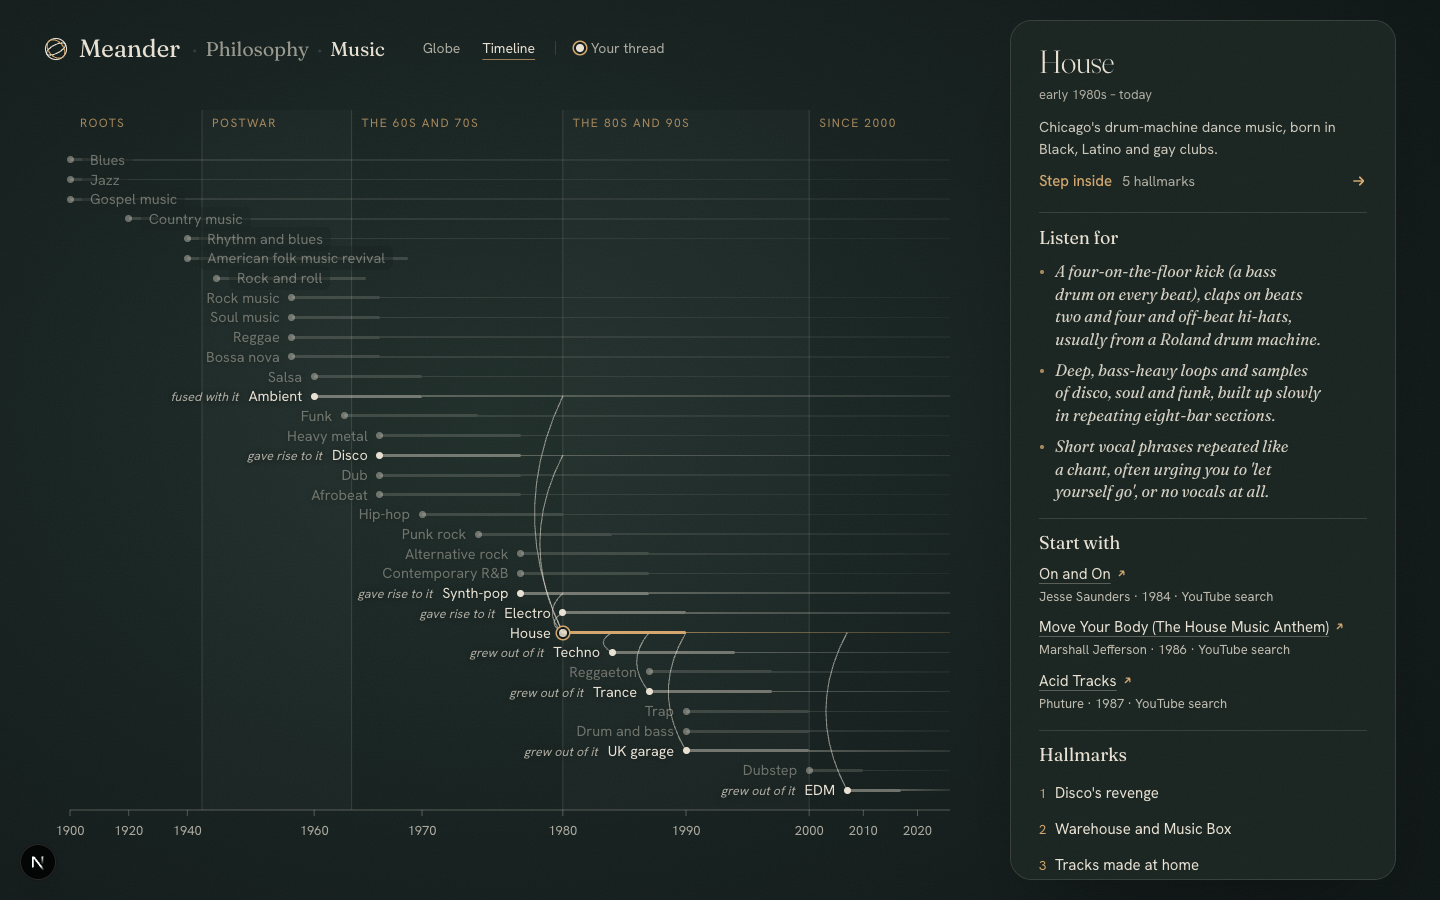 Meander · Philosophy · Music Globe Timeline Your thread
ROOTS POSTWAR THE 60S AND 70S THE 80S AND 90S SINCE 2000
Blues
Jazz
Gospel music
Country music
Rhythm and blues
American folk music revival
Rock and roll
Rock music
Soul music
Reggae
Bossa nova
Salsa
fused with it Ambient
Funk
Heavy metal
gave rise to it Disco
Dub
Afrobeat
Hip-hop
Punk rock
Alternative rock
Contemporary R&B
gave rise to it Synth-pop
gave rise to it Electro
House
grew out of it Techno
Reggaeton
grew out of it Trance
Trap
Drum and bass
grew out of it UK garage
Dubstep
grew out of it EDM
1900 1920 1940 1960 1970 1980 1990 2000 2010 2020
N
House
early 1980s – today
Chicago's drum-machine dance music, born in
Black, Latino and gay clubs.
Step inside 5 hallmarks →
Listen for
• A four-on-the-floor kick (a bass
drum on every beat), claps on beats
two and four and off-beat hi-hats,
usually from a Roland drum machine.
• Deep, bass-heavy loops and samples
of disco, soul and funk, built up slowly
in repeating eight-bar sections.
• Short vocal phrases repeated like
a chant, often urging you to 'let
yourself go', or no vocals at all.
Start with
On and On ↗
Jesse Saunders · 1984 · YouTube search
Move Your Body (The House Music Anthem) ↗
Marshall Jefferson · 1986 · YouTube search
Acid Tracks ↗
Phuture · 1987 · YouTube search
Hallmarks
1 Disco's revenge
2 Warehouse and Music Box
3 Tracks made at home